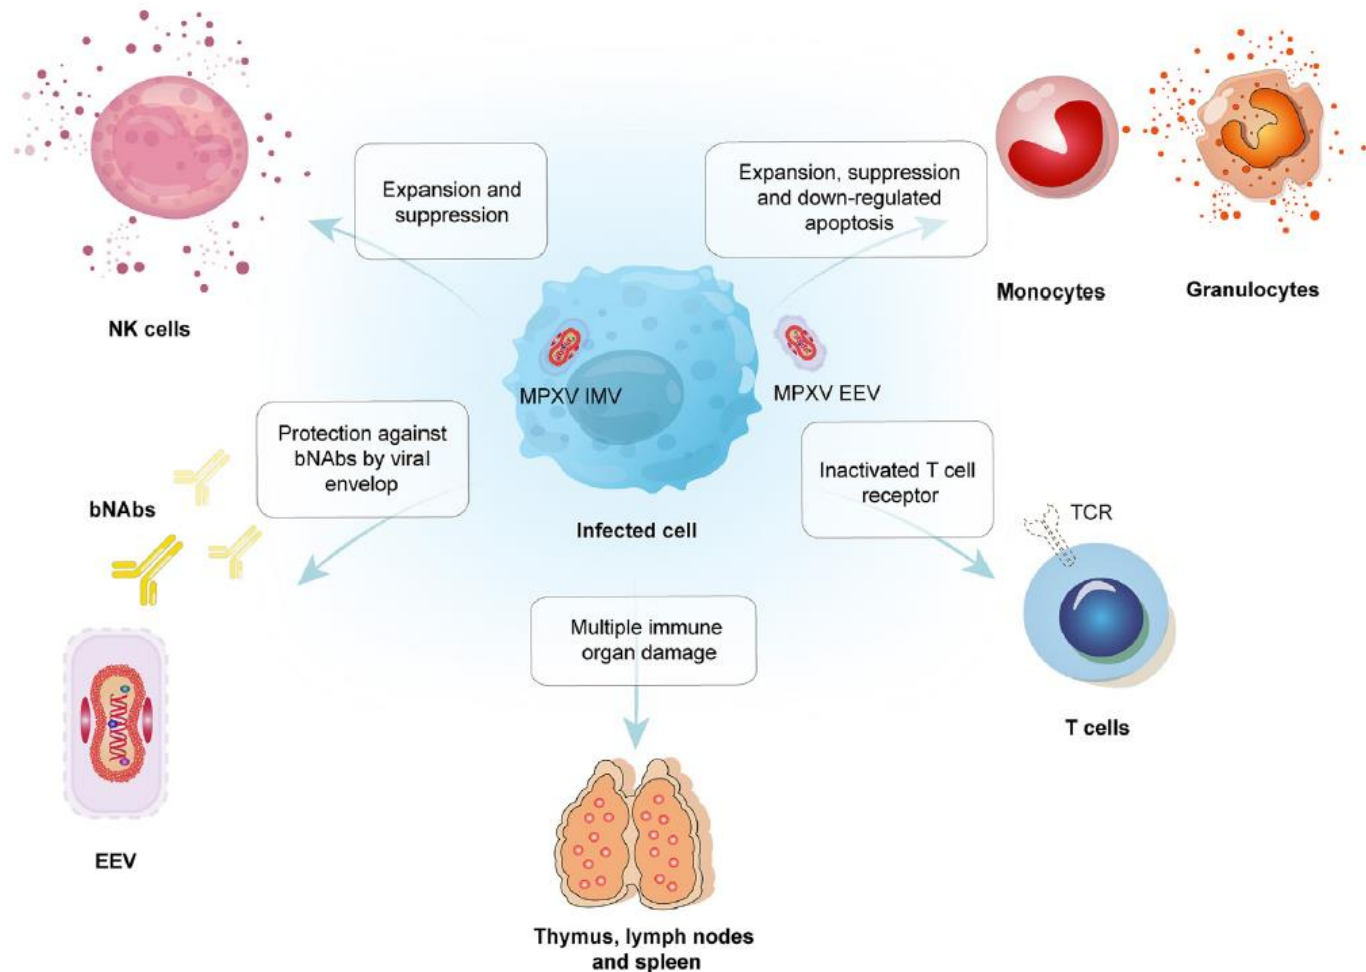 Expansion and
suppression
Expansion, suppression
and down-regulated
apoptosis
NK cells
Monocytes
Granulocytes
MPXV IMV
MPXV EEV
Protection against
bNAbs by viral
envelop
Inactivated T cell
receptor
bNAbs
Infected cell
TCR
Multiple immune
organ damage
T cells
EEV
Thymus, lymph nodes
and spleen